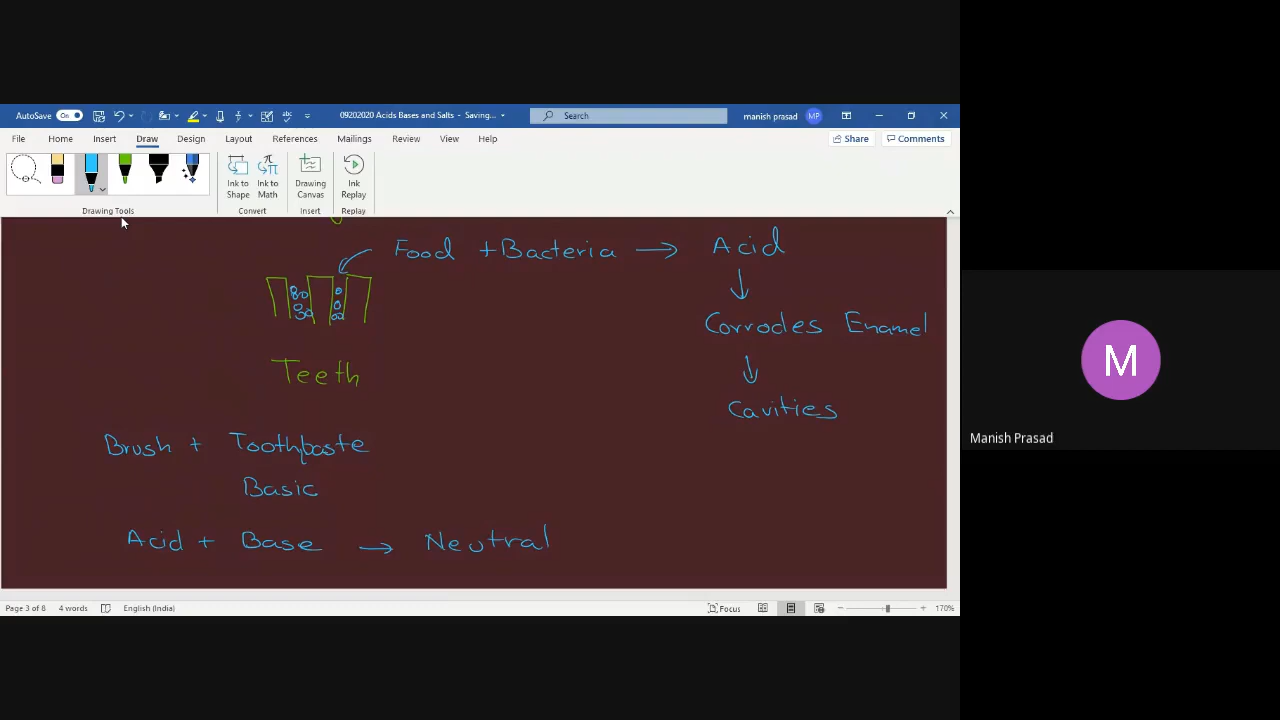 AutoSave On
09202020 Acids Bases and Salts - Saving...
Search
manish prasad MP
File Home Insert Draw Design Layout References Mailings Review View Help
Share Comments
Ink to Shape
Ink to Math
Drawing Canvas
Ink Replay
Drawing Tools Convert Insert Replay
Food + Bacteria → Acid
↓
Corrodes Enamel
↓
Cavities
Teeth
Brush + Toothpaste
Basic
Acid + Base → Neutral
Page 3 of 8 4 words English (India) Focus 170%
M
Manish Prasad